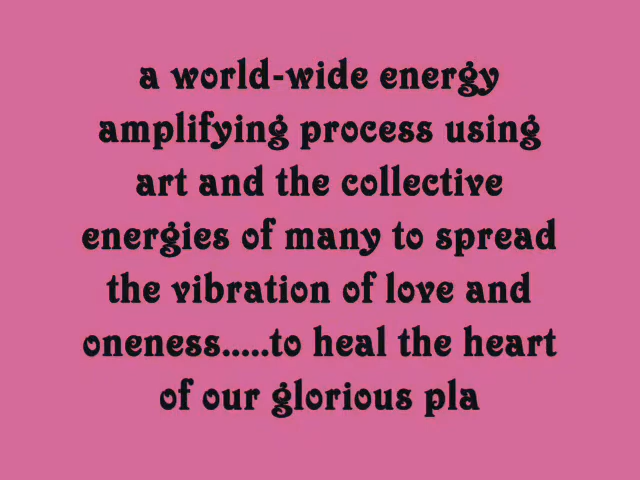 a world-wide energy
amplifying process using
art and the collective
energies of many to spread
the vibration of love and
oneness.....to heal the heart
of our glorious pla